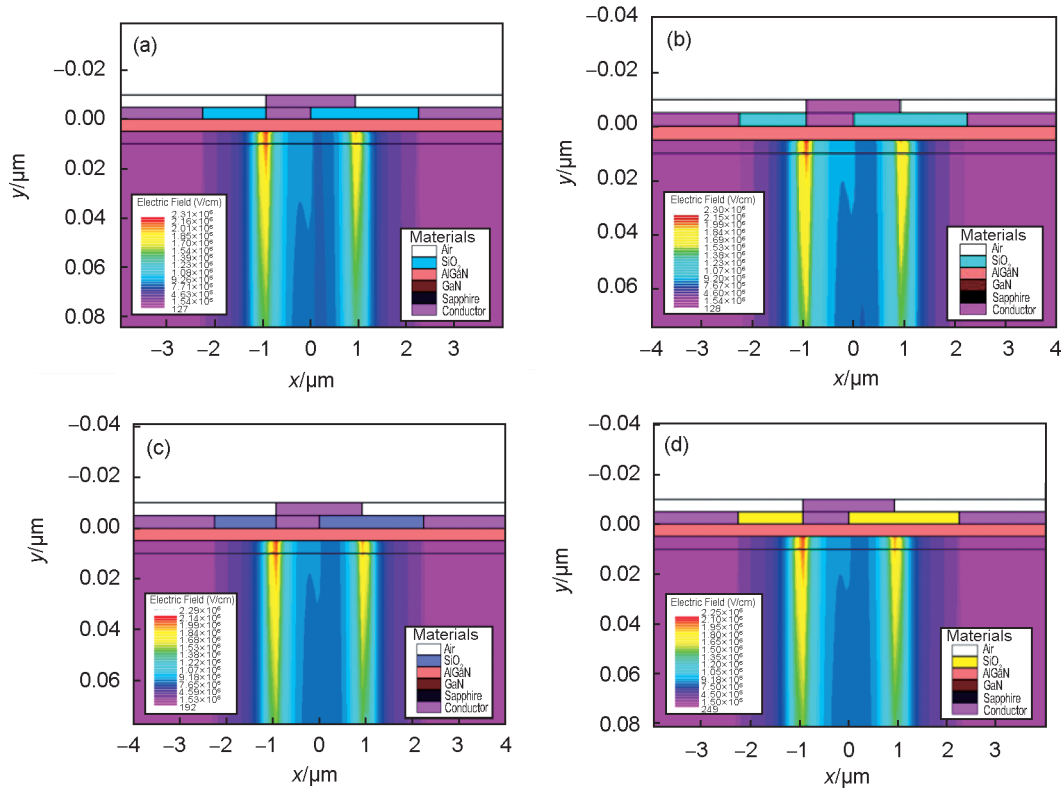 (a)
−0.02
0.00
0.02
0.04
0.06
0.08
y/μm
Electric Field (V/cm)
2.31×10⁶
2.16×10⁶
2.01×10⁶
1.85×10⁶
1.70×10⁶
1.54×10⁶
1.39×10⁶
1.23×10⁶
1.08×10⁶
9.26×10⁵
7.71×10⁵
4.63×10⁵
1.54×10⁵
127
Materials
Air
SiO₂
AlGaN
GaN
Sapphire
Conductor
−3 −2 −1 0 1 2 3
x/μm
(b)
−0.04
−0.02
0.00
0.02
0.04
0.06
y/μm
Electric Field (V/cm)
2.30×10⁶
2.15×10⁶
1.99×10⁶
1.84×10⁶
1.69×10⁶
1.53×10⁶
1.38×10⁶
1.23×10⁶
1.07×10⁶
9.20×10⁵
7.67×10⁵
4.60×10⁵
1.54×10⁵
128
Materials
Air
SiO₂
AlGaN
GaN
Sapphire
Conductor
−4 −3 −2 −1 0 1 2 3 4
x/μm
(c)
−0.04
−0.02
0.00
0.02
0.04
0.06
y/μm
Electric Field (V/cm)
2.29×10⁶
2.14×10⁶
1.99×10⁶
1.84×10⁶
1.68×10⁶
1.53×10⁶
1.38×10⁶
1.22×10⁶
1.07×10⁶
9.18×10⁵
7.65×10⁵
4.59×10⁵
1.53×10⁵
192
Materials
Air
SiO₂
AlGaN
GaN
Sapphire
Conductor
−4 −3 −2 −1 0 1 2 3 4
x/μm
(d)
−0.04
−0.02
0.00
0.02
0.04
0.06
0.08
y/μm
Electric Field (V/cm)
2.25×10⁶
2.10×10⁶
1.95×10⁶
1.80×10⁶
1.65×10⁶
1.50×10⁶
1.35×10⁶
1.20×10⁶
1.05×10⁶
9.18×10⁵
7.50×10⁵
4.50×10⁵
1.50×10⁵
249
Materials
Air
SiO₂
AlGaN
GaN
Sapphire
Conductor
−3 −2 −1 0 1 2 3
x/μm